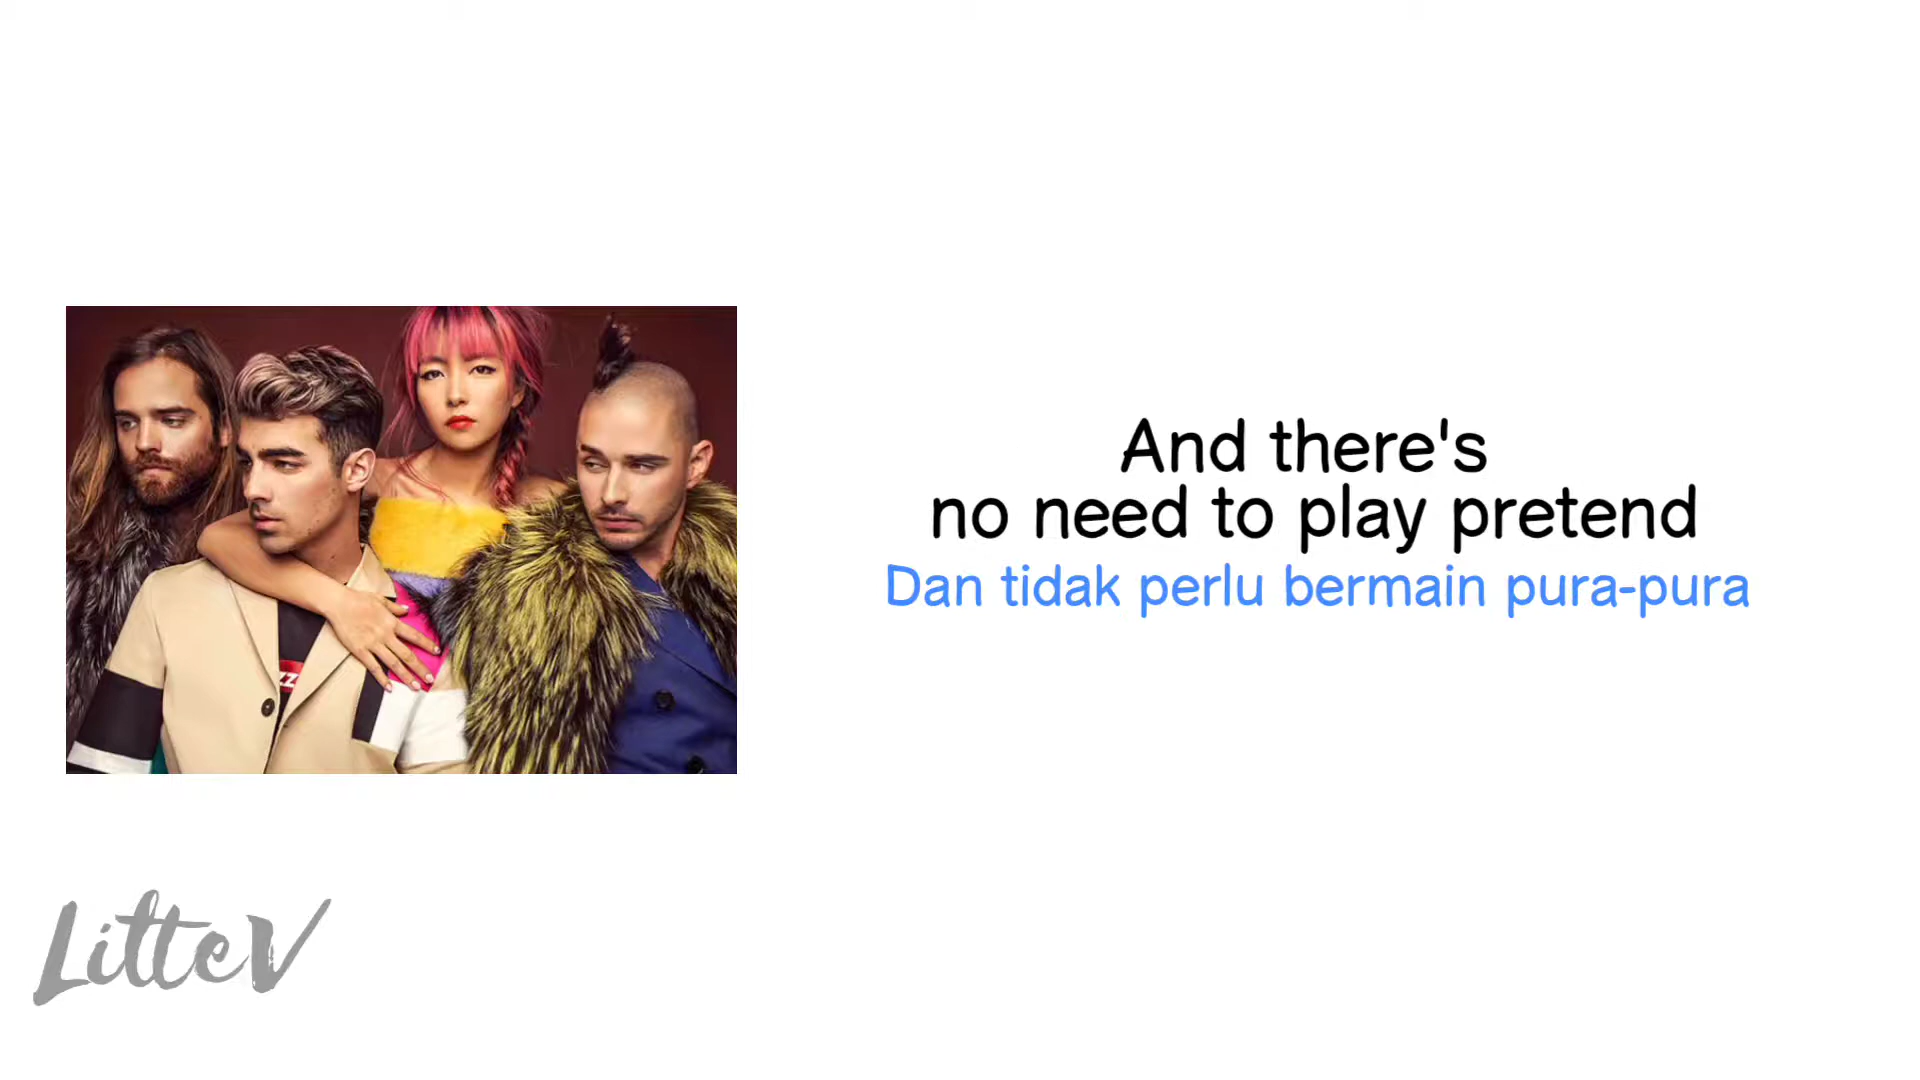 And there's
no need to play pretend
Dan tidak perlu bermain pura-pura
LitteV